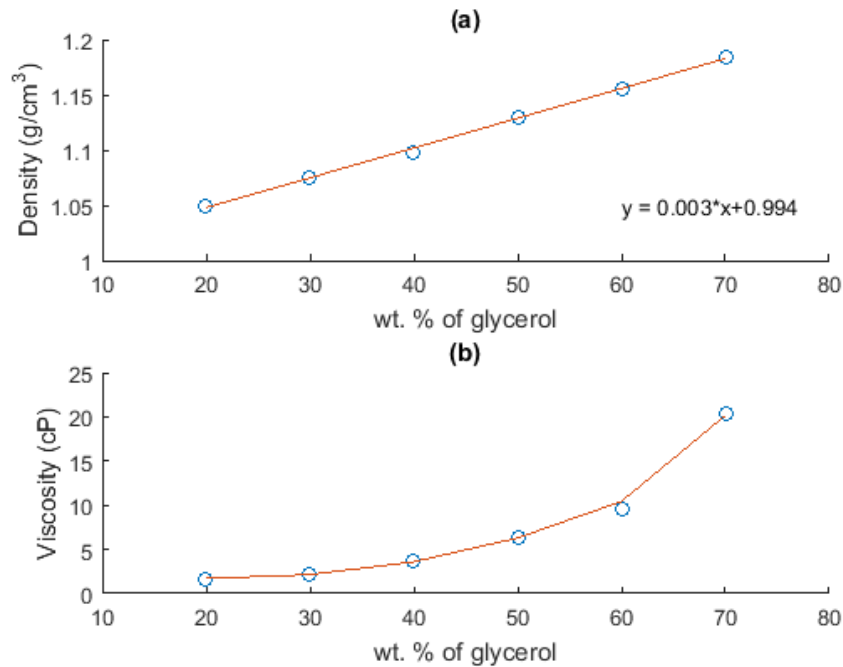 (a)
1.2
1.15
1.1
1.05
1
Density (g/cm³)
y = 0.003*x+0.994
10 20 30 40 50 60 70 80
wt. % of glycerol
(b)
25
20
15
10
5
0
Viscosity (cP)
10 20 30 40 50 60 70 80
wt. % of glycerol